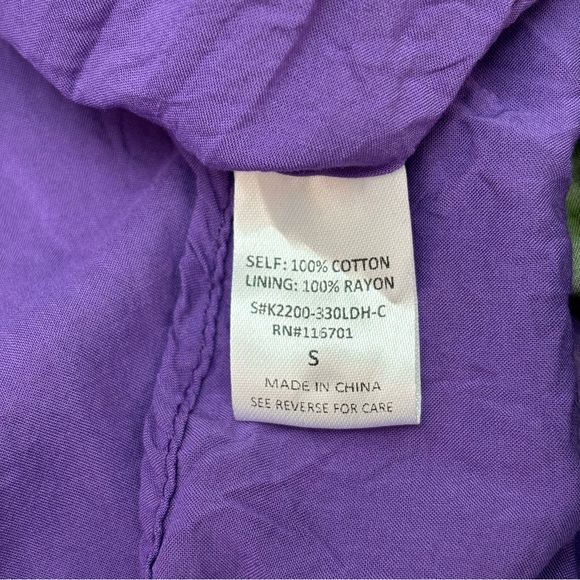 SELF: 100% COTTON
LINING: 100% RAYON
S#K2200-330LDH-C
RN#116701
S
MADE IN CHINA
SEE REVERSE FOR CARE